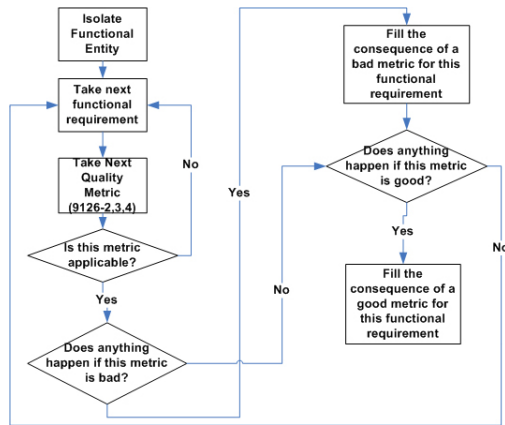 Isolate
Functional
Entity
Take next
functional
requirement
Take Next
Quality
Metric
(9126-2,3,4)
No
Is this metric
applicable?
Yes
Does anything
happen if this metric
is bad?
Yes
No
Fill the
consequence of a
bad metric for this
functional
requirement
Does anything
happen if this metric
is good?
Yes
No
Fill the
consequence of a
good metric for
this functional
requirement